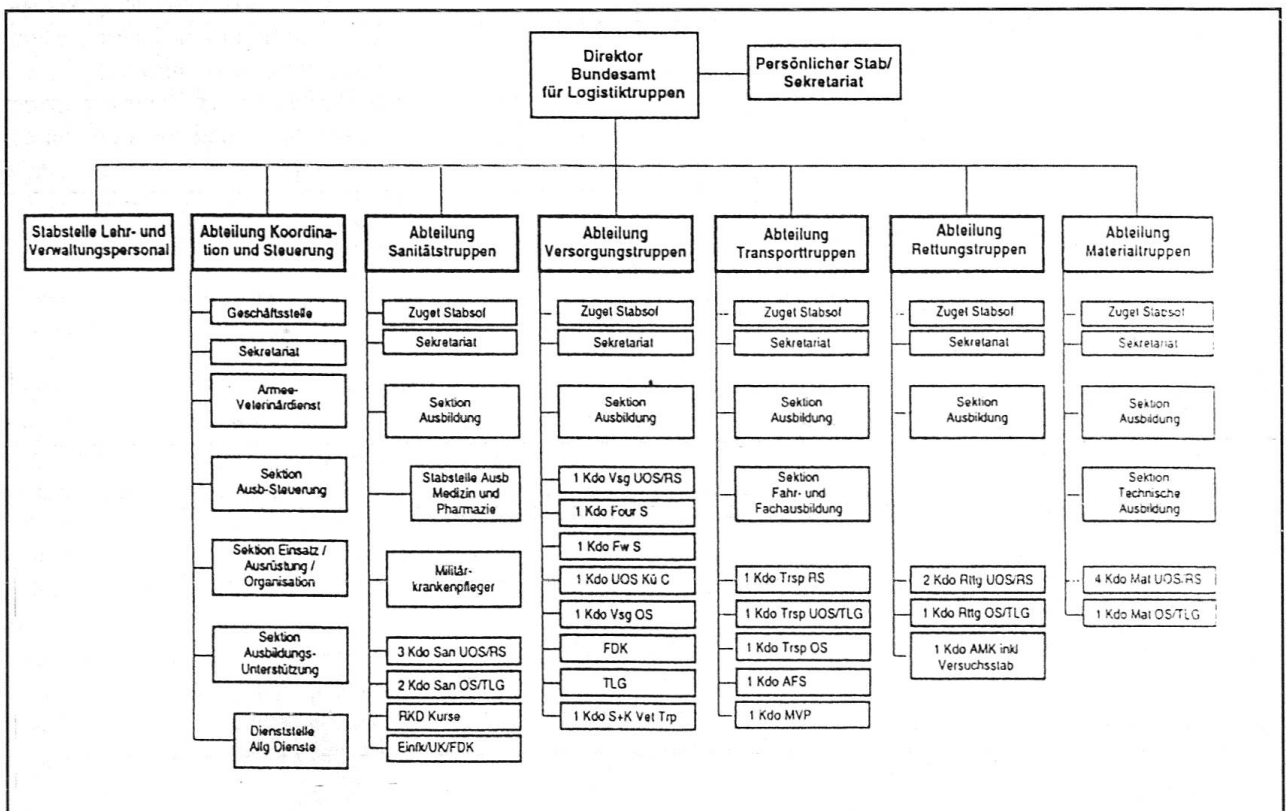 Direktor
Bundesamt
für Logistiktruppen
Persönlicher Stab/
Sekretariat
Stabstelle Lehr- und
Verwaltungspersonal
Abteilung Koordina-
tion und Steuerung
Geschäftsstelle
Sekretariat
Armee-
Veterinärdienst
Sektion
Ausb-Steuerung
Sektion Einsatz /
Ausrüstung /
Organisation
Sektion
Ausbildungs-
Unterstützung
Dienststelle
Allg Dienste
Abteilung
Sanitätstruppen
Zuget Stabsof
Sekretariat
Sektion
Ausbildung
Stabstelle Ausb
Medizin und
Pharmazie
Militär-
krankenpfleger
3 Kdo San UOS/RS
2 Kdo San OS/TLG
RKD Kurse
Einfk/UK/FDK
Abteilung
Versorgungstruppen
Zuget Stabsof
Sekretariat
Sektion
Ausbildung
1 Kdo Vsg UOS/RS
1 Kdo Four S
1 Kdo Fw S
1 Kdo UOS Kü C
1 Kdo Vsg OS
FDK
TLG
1 Kdo S+K Vet Trp
Abteilung
Transporttruppen
Zuget Stabsof
Sekretariat
Sektion
Ausbildung
Sektion
Fahr- und
Fachausbildung
1 Kdo Trsp RS
1 Kdo Trsp UOS/TLG
1 Kdo Trsp OS
1 Kdo AFS
1 Kdo MVP
Abteilung
Rettungstruppen
Zuget Stabsof
Sekretariat
Sektion
Ausbildung
2 Kdo Rttg UOS/RS
1 Kdo Rttg OS/TLG
1 Kdo AMK inkl
Versuchsstab
Abteilung
Materialtruppen
Zuget Stabsof
Sekretariat
Sektion
Ausbildung
Sektion
Technische
Ausbildung
4 Kdo Mat UOS/RS
1 Kdo Mat OS/TLG